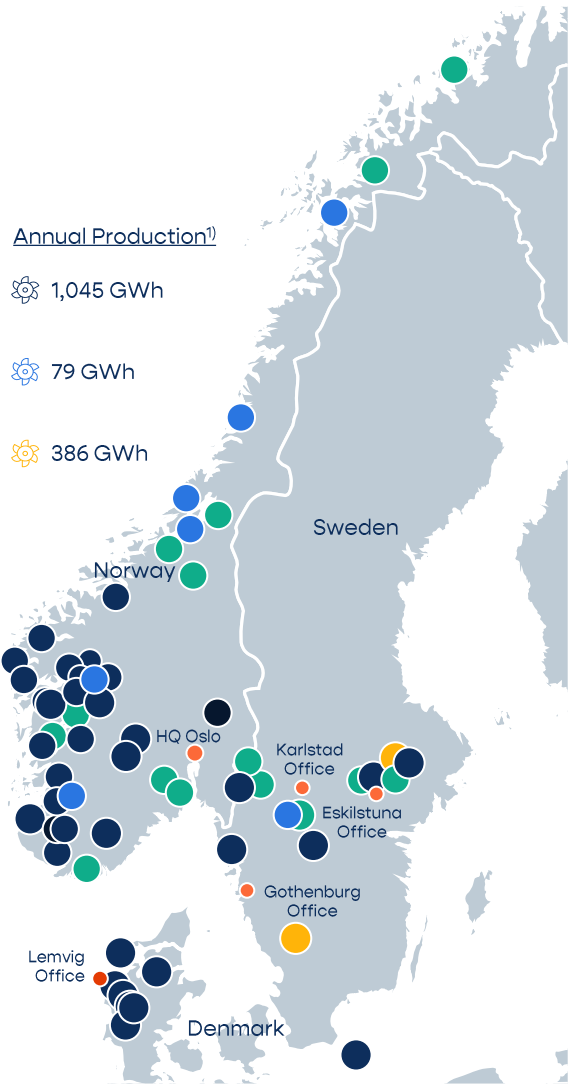 Annual Production¹⁾
1,045 GWh
79 GWh
386 GWh
Sweden
Norway
HQ Oslo
Karlstad
Office
Eskilstuna
Office
Gothenburg
Office
Lemvig
Office
Denmark